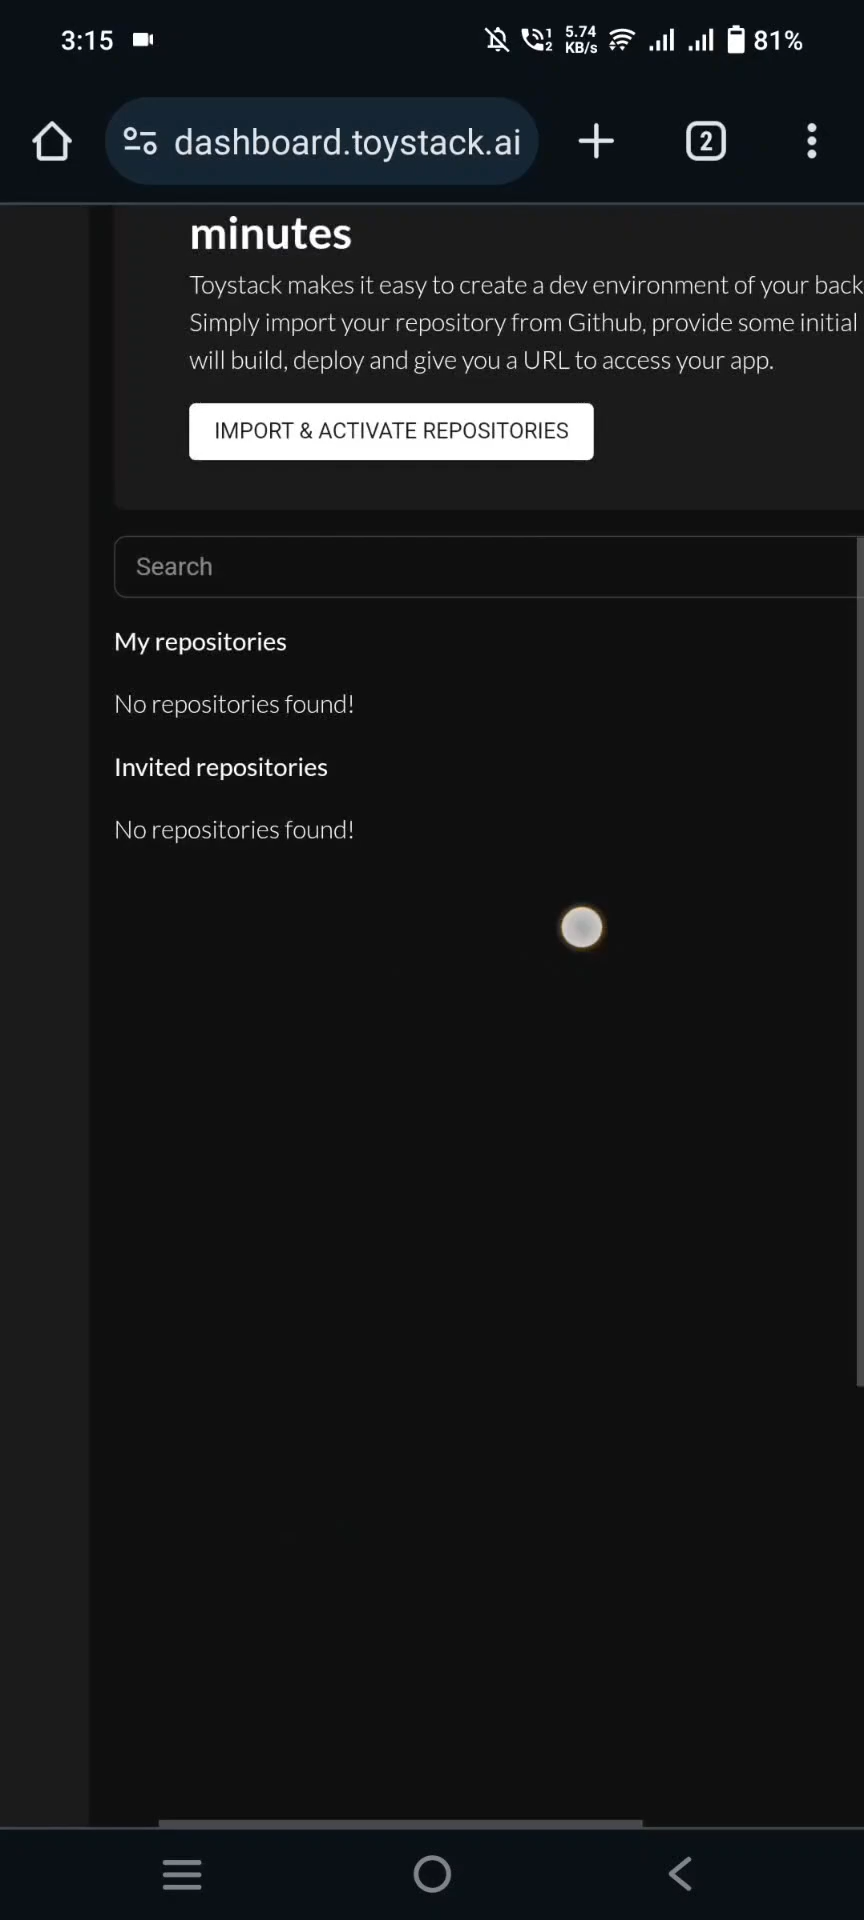 3:15
5.74
KB/s
81%
dashboard.toystack.ai
2
minutes
Toystack makes it easy to create a dev environment of your back
Simply import your repository from Github, provide some initial
will build, deploy and give you a URL to access your app.
IMPORT & ACTIVATE REPOSITORIES
Search
My repositories
No repositories found!
Invited repositories
No repositories found!